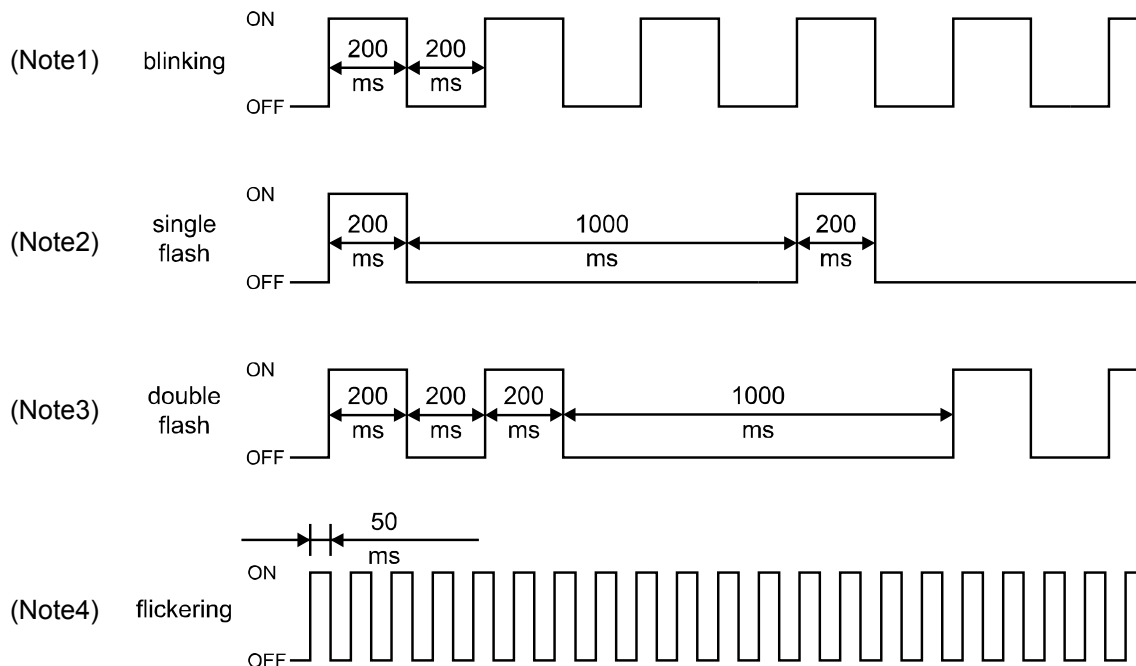 ON
(Note1) blinking
200 ms
200 ms
OFF
ON
(Note2) single flash
200 ms
1000 ms
200 ms
OFF
ON
(Note3) double flash
200 ms
200 ms
200 ms
1000 ms
OFF
50 ms
ON
(Note4) flickering
OFF